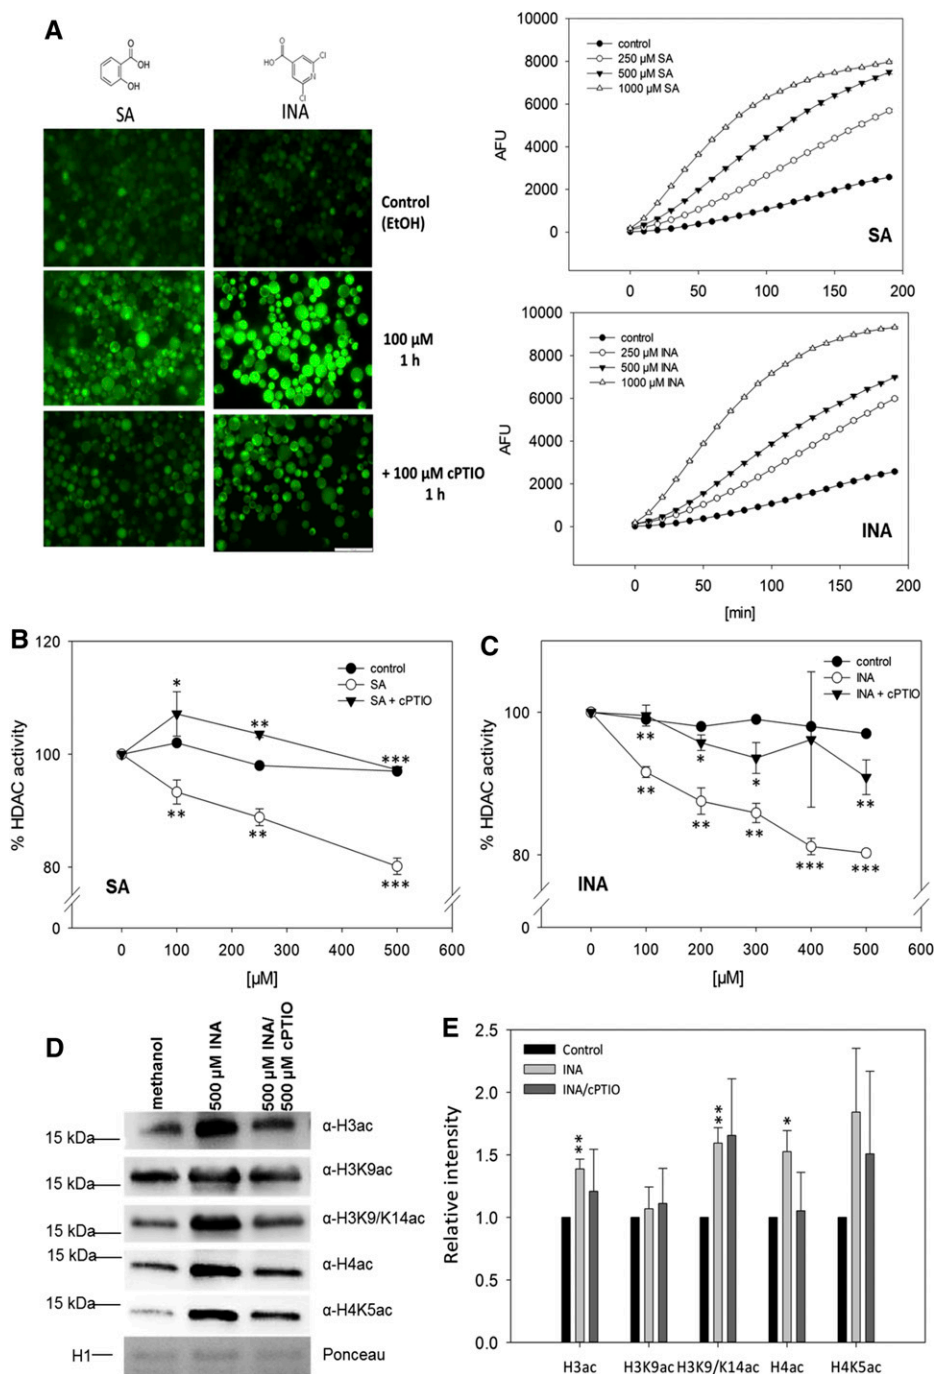 A
O
OH
OH
SA
O
HO
Cl
N
Cl
INA
Control
(EtOH)
100 µM
1 h
+ 100 µM cPTIO
1 h
10000
8000
6000
4000
2000
0
AFU
control
250 µM SA
500 µM SA
1000 µM SA
SA
0 50 100 150 200
10000
8000
6000
4000
2000
0
AFU
control
250 µM INA
500 µM INA
1000 µM INA
INA
0 50 100 150 200
[min]
B
120
100
80
0
% HDAC activity
control
SA
SA + cPTIO
*
**
***
**
**
***
SA
0 100 200 300 400 500 600
[µM]
C
100
80
0
% HDAC activity
control
INA
INA + cPTIO
**
*
*
**
**
**
**
***
***
INA
0 100 200 300 400 500 600
[µM]
D
methanol
500 µM INA
500 µM INA/
500 µM cPTIO
15 kDa
α-H3ac
15 kDa
α-H3K9ac
15 kDa
α-H3K9/K14ac
15 kDa
α-H4ac
15 kDa
α-H4K5ac
H1
Ponceau
E
2.5
2.0
1.5
1.0
0.5
0.0
Relative intensity
Control
INA
INA/cPTIO
**
**
*
H3ac H3K9ac H3K9/K14ac H4ac H4K5ac